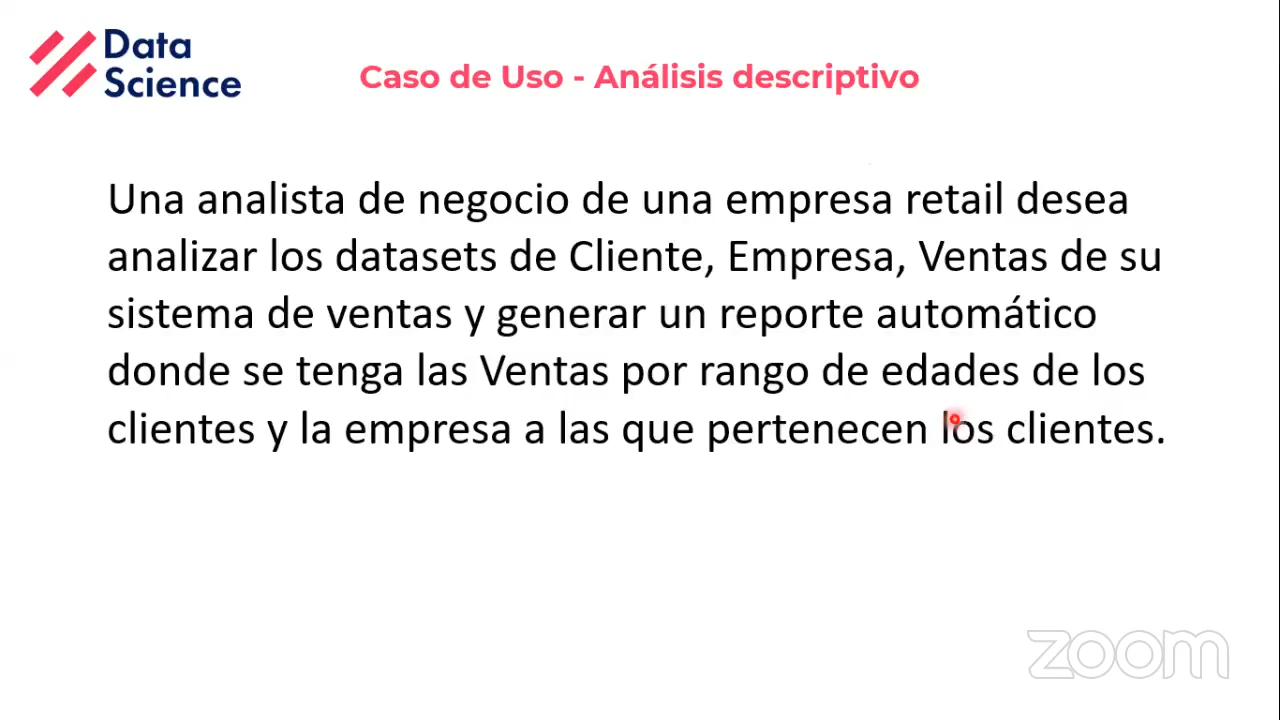 Data
Science
Caso de Uso - Análisis descriptivo
Una analista de negocio de una empresa retail desea
analizar los datasets de Cliente, Empresa, Ventas de su
sistema de ventas y generar un reporte automático
donde se tenga las Ventas por rango de edades de los
clientes y la empresa a las que pertenecen los clientes.
zoom